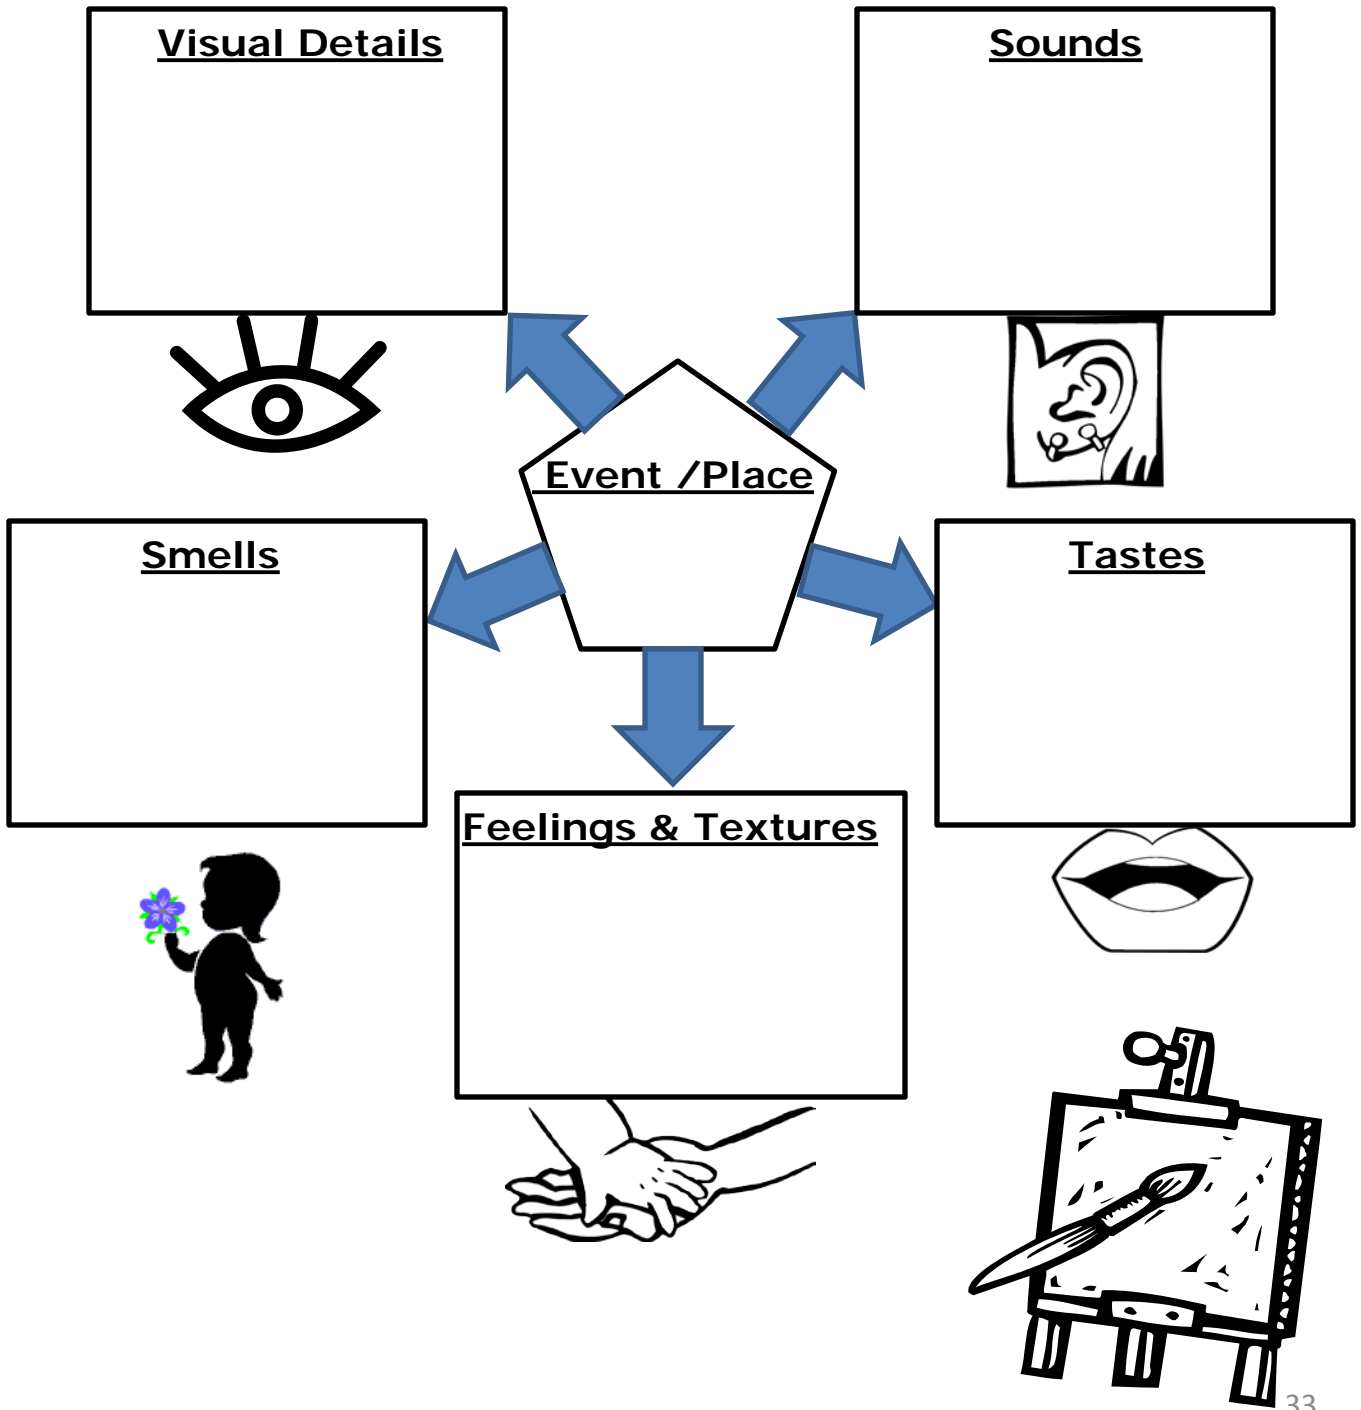 Visual Details
Sounds
Event /Place
Smells
Tastes
Feelings & Textures
33